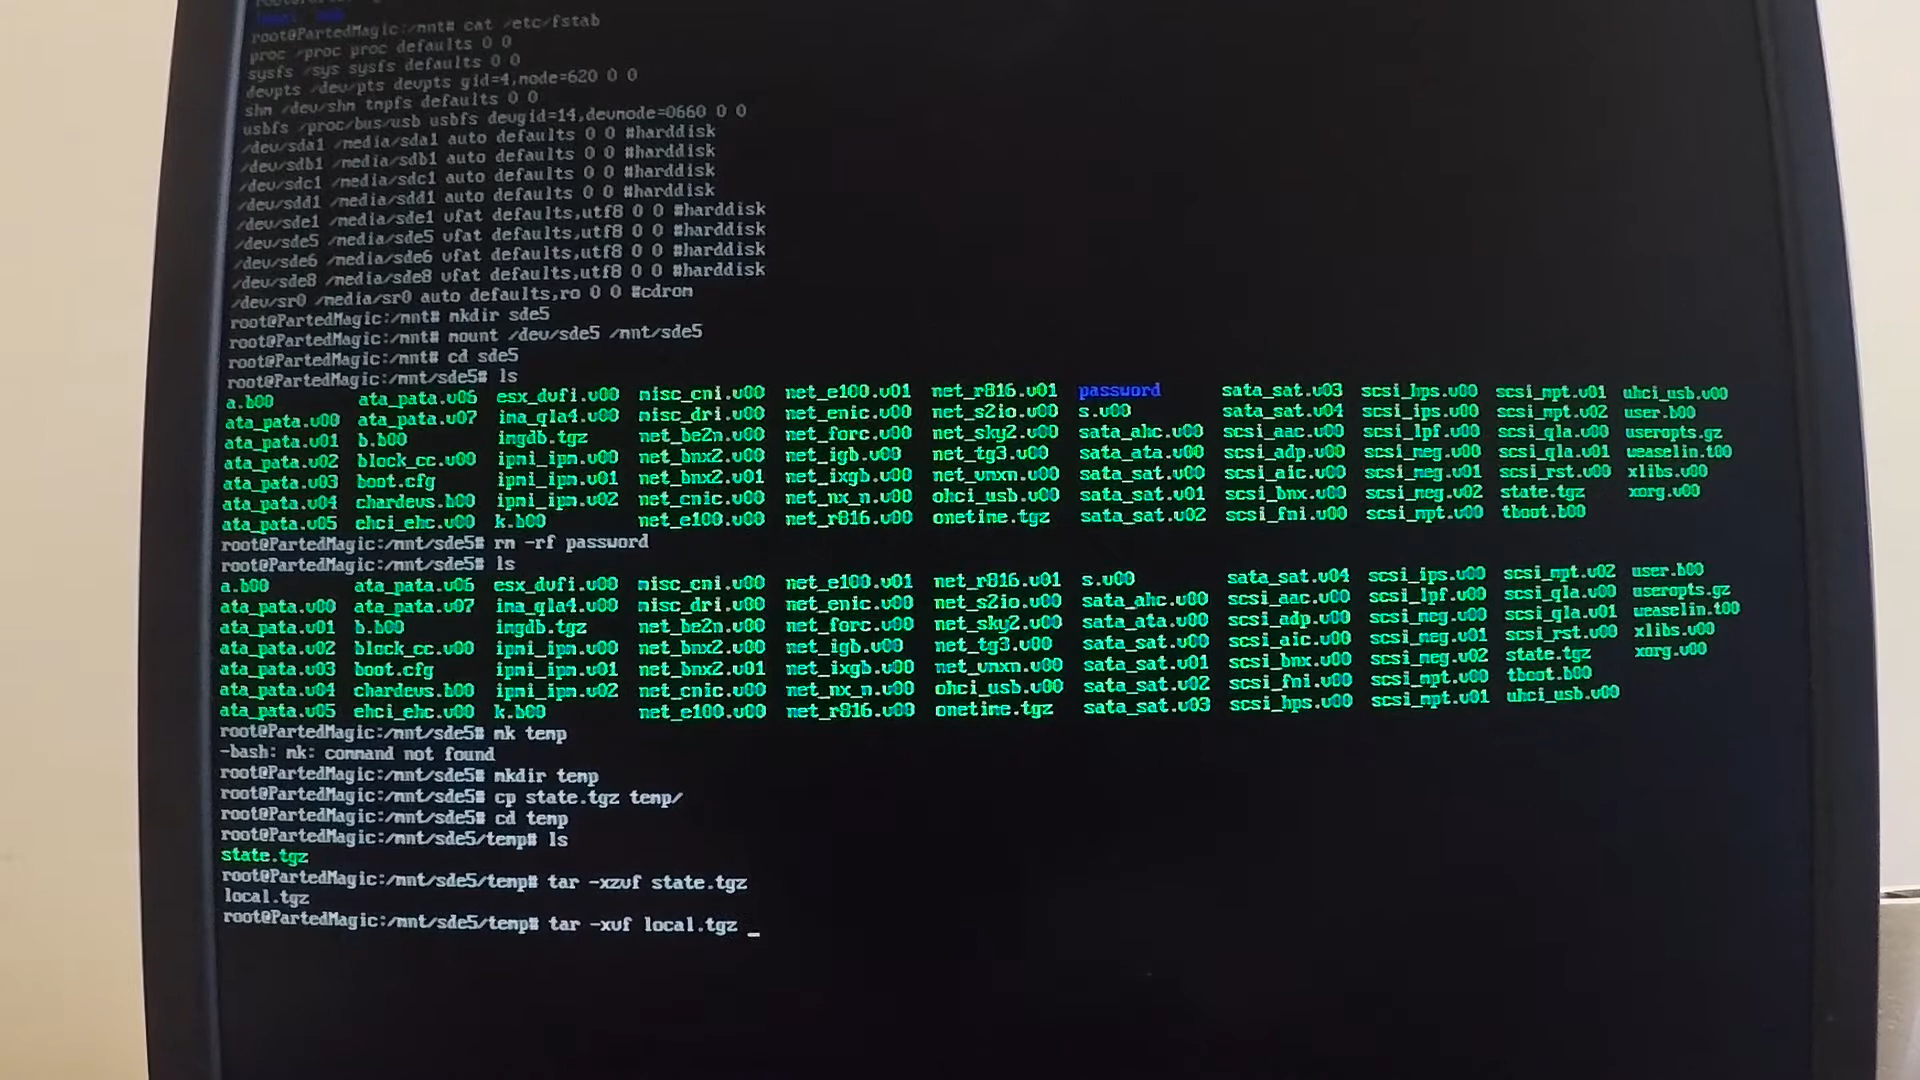 root@PartedMagic:/mnt# cat /etc/fstab
proc /proc proc defaults 0 0
sysfs /sys sysfs defaults 0 0
devpts /dev/pts devpts gid=4,mode=620 0 0
shm /dev/shm tmpfs defaults 0 0
usbfs /proc/bus/usb usbfs devgid=14,devmode=0660 0 0
/dev/sda1 /media/sda1 auto defaults 0 0 #harddisk
/dev/sdb1 /media/sdb1 auto defaults 0 0 #harddisk
/dev/sdc1 /media/sdc1 auto defaults 0 0 #harddisk
/dev/sdd1 /media/sdd1 auto defaults 0 0 #harddisk
/dev/sde1 /media/sde1 vfat defaults,utf8 0 0 #harddisk
/dev/sde5 /media/sde5 vfat defaults,utf8 0 0 #harddisk
/dev/sde6 /media/sde6 vfat defaults,utf8 0 0 #harddisk
/dev/sde8 /media/sde8 vfat defaults,utf8 0 0 #harddisk
/dev/sr0 /media/sr0 auto defaults,ro 0 0 #cdrom
root@PartedMagic:/mnt# mkdir sde5
root@PartedMagic:/mnt# mount /dev/sde5 /mnt/sde5
root@PartedMagic:/mnt# cd sde5
root@PartedMagic:/mnt/sde5# ls
a.b00 ata_pata.v06 esx_dvfi.v00 misc_cni.v00 net_e100.v01 net_r816.v01 password sata_sat.v03 scsi_hps.v00 scsi_mpt.v01 uhci_usb.v00
ata_pata.v00 ata_pata.v07 ima_qla4.v00 misc_dri.v00 net_enic.v00 net_s2io.v00 s.v00 sata_sat.v04 scsi_ips.v00 scsi_mpt.v02 user.b00
ata_pata.v01 b.b00 imgdb.tgz net_be2n.v00 net_forc.v00 net_sky2.v00 sata_ahc.v00 scsi_aac.v00 scsi_lpf.v00 scsi_qla.v00 useropts.gz
ata_pata.v02 block_cc.v00 ipmi_ipm.v00 net_bnx2.v00 net_igb.v00 net_tg3.v00 sata_ata.v00 scsi_adp.v00 scsi_meg.v00 scsi_qla.v01 weaselin.t00
ata_pata.v03 boot.cfg ipmi_ipm.v01 net_bnx2.v01 net_ixgb.v00 net_vmxn.v00 sata_sat.v00 scsi_aic.v00 scsi_meg.v01 scsi_rst.v00 xlibs.v00
ata_pata.v04 chardevs.b00 ipmi_ipm.v02 net_cnic.v00 net_nx_n.v00 ohci_usb.v00 sata_sat.v01 scsi_bnx.v00 scsi_meg.v02 state.tgz xorg.v00
ata_pata.v05 ehci_ehc.v00 k.b00 net_e100.v00 net_r816.v00 onetime.tgz sata_sat.v02 scsi_fni.v00 scsi_mpt.v00 tboot.b00
root@PartedMagic:/mnt/sde5# rm -rf password
root@PartedMagic:/mnt/sde5# ls
a.b00 ata_pata.v06 esx_dvfi.v00 misc_cni.v00 net_e100.v01 net_r816.v01 s.v00 sata_sat.v04 scsi_ips.v00 scsi_mpt.v02 user.b00
ata_pata.v00 ata_pata.v07 ima_qla4.v00 misc_dri.v00 net_enic.v00 net_s2io.v00 sata_ahc.v00 scsi_aac.v00 scsi_lpf.v00 scsi_qla.v00 useropts.gz
ata_pata.v01 b.b00 imgdb.tgz net_be2n.v00 net_forc.v00 net_sky2.v00 sata_ata.v00 scsi_adp.v00 scsi_meg.v00 scsi_qla.v01 weaselin.t00
ata_pata.v02 block_cc.v00 ipmi_ipm.v00 net_bnx2.v00 net_igb.v00 net_tg3.v00 sata_sat.v00 scsi_aic.v00 scsi_meg.v01 scsi_rst.v00 xlibs.v00
ata_pata.v03 boot.cfg ipmi_ipm.v01 net_bnx2.v01 net_ixgb.v00 net_vmxn.v00 sata_sat.v01 scsi_bnx.v00 scsi_meg.v02 state.tgz xorg.v00
ata_pata.v04 chardevs.b00 ipmi_ipm.v02 net_cnic.v00 net_nx_n.v00 ohci_usb.v00 sata_sat.v02 scsi_fni.v00 scsi_mpt.v00 tboot.b00
ata_pata.v05 ehci_ehc.v00 k.b00 net_e100.v00 net_r816.v00 onetime.tgz sata_sat.v03 scsi_hps.v00 scsi_mpt.v01 uhci_usb.v00
root@PartedMagic:/mnt/sde5# mk temp
-bash: mk: command not found
root@PartedMagic:/mnt/sde5# mkdir temp
root@PartedMagic:/mnt/sde5# cp state.tgz temp/
root@PartedMagic:/mnt/sde5# cd temp
root@PartedMagic:/mnt/sde5/temp# ls
state.tgz
root@PartedMagic:/mnt/sde5/temp# tar -xzvf state.tgz
local.tgz
root@PartedMagic:/mnt/sde5/temp# tar -xvf local.tgz _